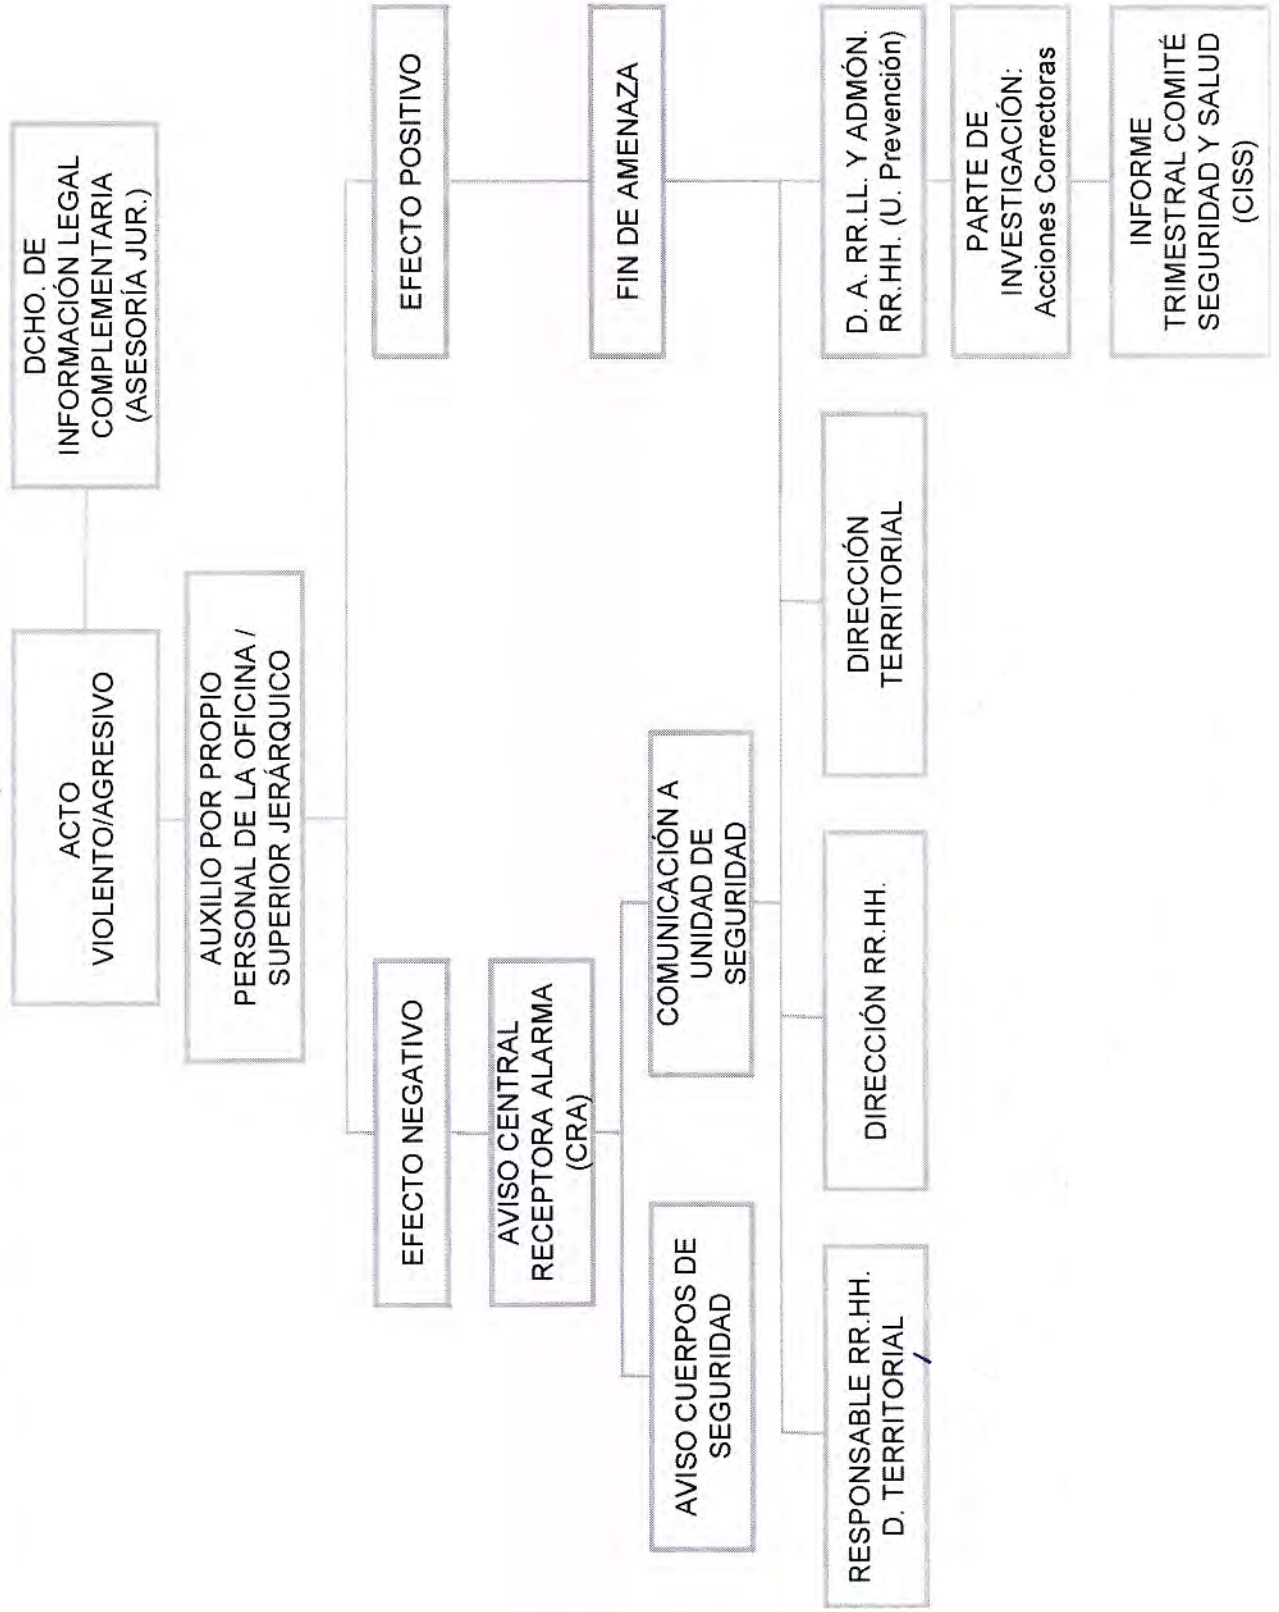 ACTO
VIOLENTO/AGRESIVO
DCHO. DE
INFORMACIÓN LEGAL
COMPLEMENTARIA
(ASESORÍA JUR.)
AUXILIO POR PROPIO
PERSONAL DE LA OFICINA /
SUPERIOR JERÁRQUICO
EFECTO NEGATIVO
EFECTO POSITIVO
AVISO CENTRAL
RECEPTORA ALARMA
(CRA)
FIN DE AMENAZA
AVISO CUERPOS DE
SEGURIDAD
COMUNICACIÓN A
UNIDAD DE
SEGURIDAD
RESPONSABLE RR.HH.
D. TERRITORIAL
DIRECCIÓN RR.HH.
DIRECCIÓN
TERRITORIAL
D. A. RR.LL. Y ADMÓN.
RR.HH. (U. Prevención)
PARTE DE
INVESTIGACIÓN:
Acciones Correctoras
INFORME
TRIMESTRAL COMITÉ
SEGURIDAD Y SALUD
(CISS)